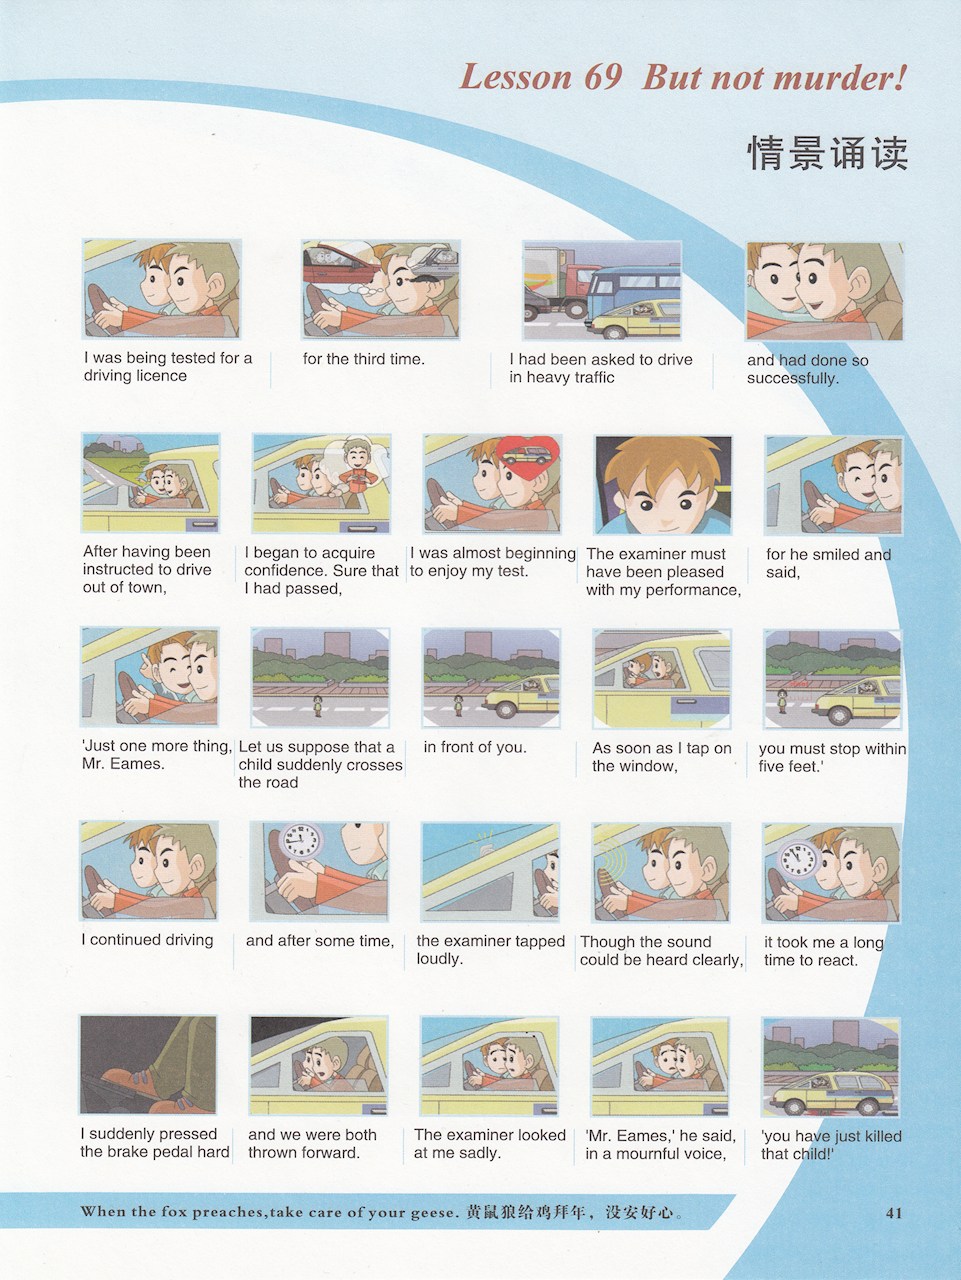 Lesson 69 But not murder!
情景诵读
I was being tested for a
driving licence
for the third time.
I had been asked to drive
in heavy traffic
and had done so
successfully.
After having been
instructed to drive
out of town,
I began to acquire
confidence. Sure that
I had passed,
I was almost beginning
to enjoy my test.
The examiner must
have been pleased
with my performance,
for he smiled and
said,
'Just one more thing,
Mr. Eames.
Let us suppose that a
child suddenly crosses
the road
in front of you.
As soon as I tap on
the window,
you must stop within
five feet.'
I continued driving
and after some time,
the examiner tapped
loudly.
Though the sound
could be heard clearly,
it took me a long
time to react.
I suddenly pressed
the brake pedal hard
and we were both
thrown forward.
The examiner looked
at me sadly.
'Mr. Eames,' he said,
in a mournful voice,
'you have just killed
that child!'
When the fox preaches,take care of your geese. 黄鼠狼给鸡拜年，没安好心。
41